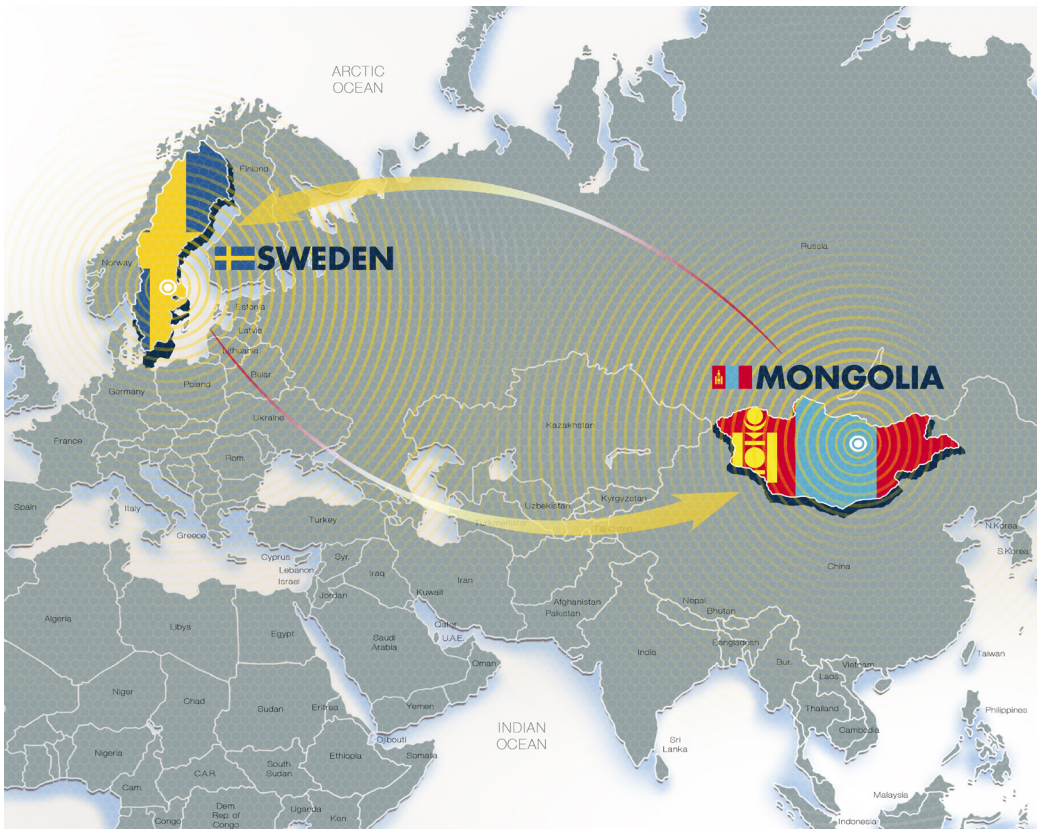 ARCTIC
OCEAN
Finland
Russia
SWEDEN
Norway
Estonia
Latvia
Lithuania
MONGOLIA
Belar.
Poland
Germany
Ukraine
Kazakhstan
France
Rom.
Uzbekistan
Kyrgyzstan
Spain
Italy
Turkey
Turkmenistan
Tajikistan
N.Korea
Greece
S.Korea
Cyprus
Syr.
Lebanon
Israel
Iraq
Iran
China
Jordan
Kuwait
Afghanistan
Pakistan
Nepal
Bhutan
Algeria
Libya
Egypt
Qatar
U.A.E.
Saudi
Arabia
Bangladesh
India
Oman
Bur.
Vietnam
Laos
Taiwan
Niger
Chad
Sudan
Eritrea
Yemen
Thailand
Philippines
Cambodia
INDIAN
OCEAN
Djibouti
Sri
Lanka
Nigeria
Ethiopia
Somalia
C.A.R.
South
Sudan
Cam.
Malaysia
Uganda
Dem.
Rep. of
Congo
Congo
Ken.
Indonesia